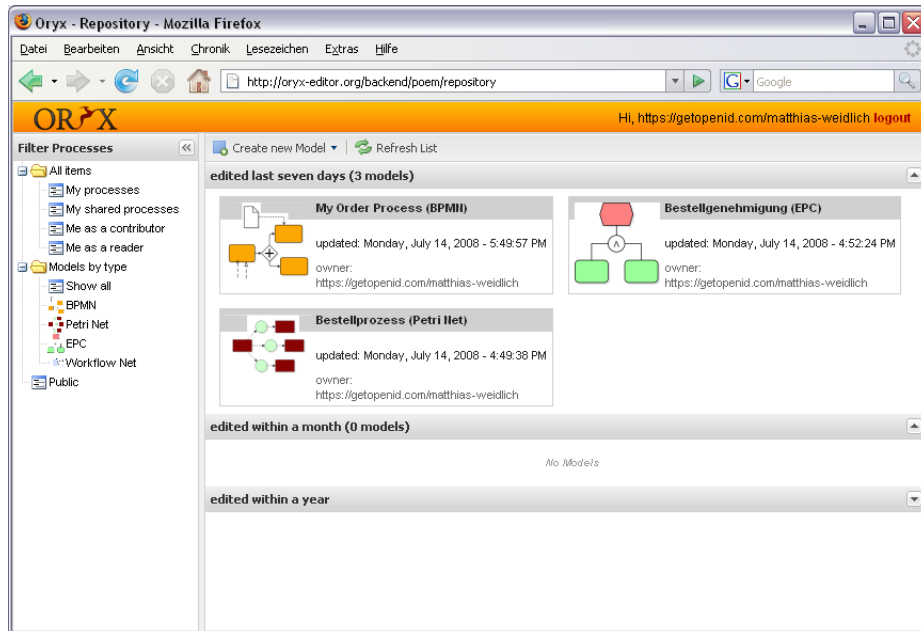 Oryx - Repository - Mozilla Firefox
Datei Bearbeiten Ansicht Chronik Lesezeichen Extras Hilfe
http://oryx-editor.org/backend/poem/repository
G Google
ORYX
Hi, https://getopenid.com/matthias-weidlich logout
Filter Processes
Create new Model
Refresh List
All items
My processes
My shared processes
Me as a contributor
Me as a reader
Models by type
Show all
BPMN
Petri Net
EPC
Workflow Net
Public
edited last seven days (3 models)
My Order Process (BPMN)
updated: Monday, July 14, 2008 - 5:49:57 PM
owner:
https://getopenid.com/matthias-weidlich
Bestellgenehmigung (EPC)
updated: Monday, July 14, 2008 - 4:52:24 PM
owner:
https://getopenid.com/matthias-weidlich
Bestellprozess (Petri Net)
updated: Monday, July 14, 2008 - 4:49:38 PM
owner:
https://getopenid.com/matthias-weidlich
edited within a month (0 models)
No Models
edited within a year